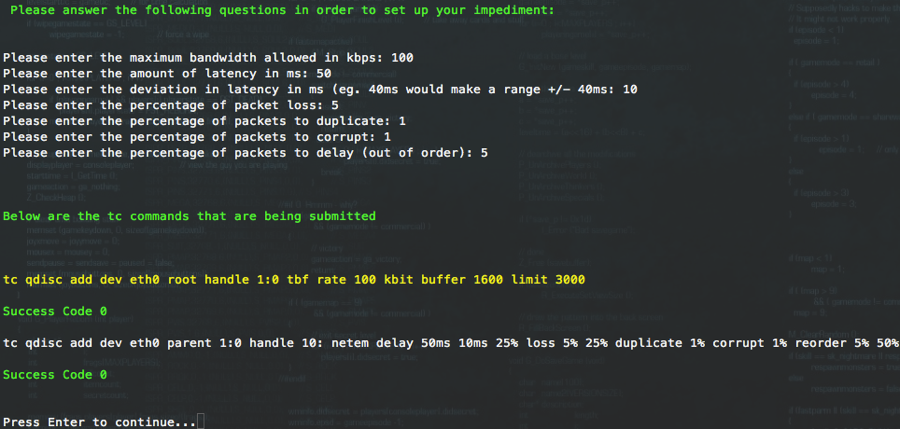 Please answer the following questions in order to set up your impediment:
Please enter the maximum bandwidth allowed in kbps: 100
Please enter the amount of latency in ms: 50
Please enter the deviation in latency in ms (eg. 40ms would make a range +/- 40ms: 10
Please enter the percentage of packet loss: 5
Please enter the percentage of packets to duplicate: 1
Please enter the percentage of packets to corrupt: 1
Please enter the percentage of packets to delay (out of order): 5
Below are the tc commands that are being submitted
tc qdisc add dev eth0 root handle 1:0 tbf rate 100 kbit buffer 1600 limit 3000
Success Code 0
tc qdisc add dev eth0 parent 1:0 handle 10: netem delay 50ms 10ms 25% loss 5% 25% duplicate 1% corrupt 1% reorder 5% 50%
Success Code 0
Press Enter to continue...